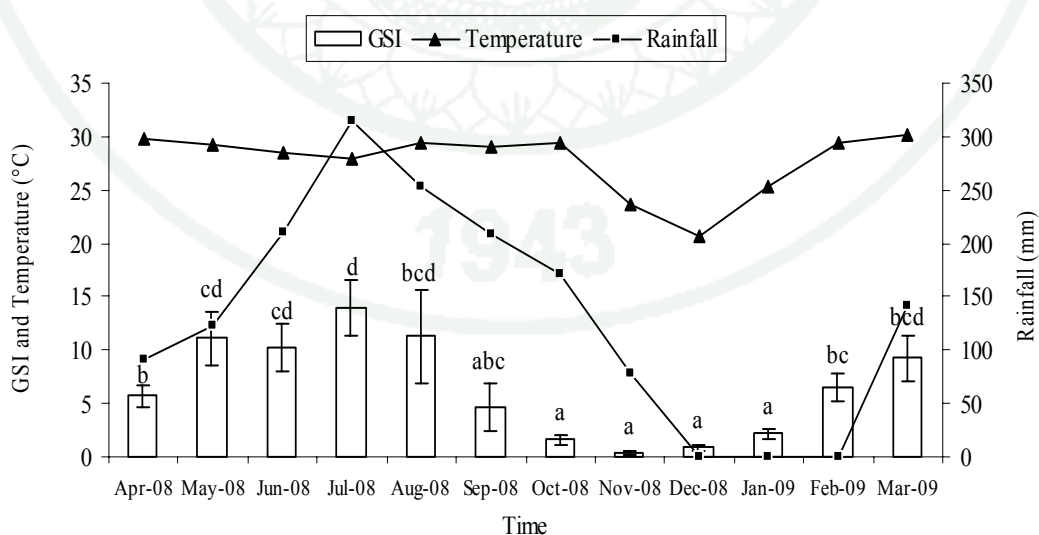 GSI Temperature Rainfall
35 350
30 300
25 250
20 200
15 150
10 100
5 50
0 0
GSI and Temperature (°C)
Rainfall (mm)
1943
b cd cd d bcd abc a a a a bc bcd
Apr-08 May-08 Jun-08 Jul-08 Aug-08 Sep-08 Oct-08 Nov-08 Dec-08 Jan-09 Feb-09 Mar-09
Time